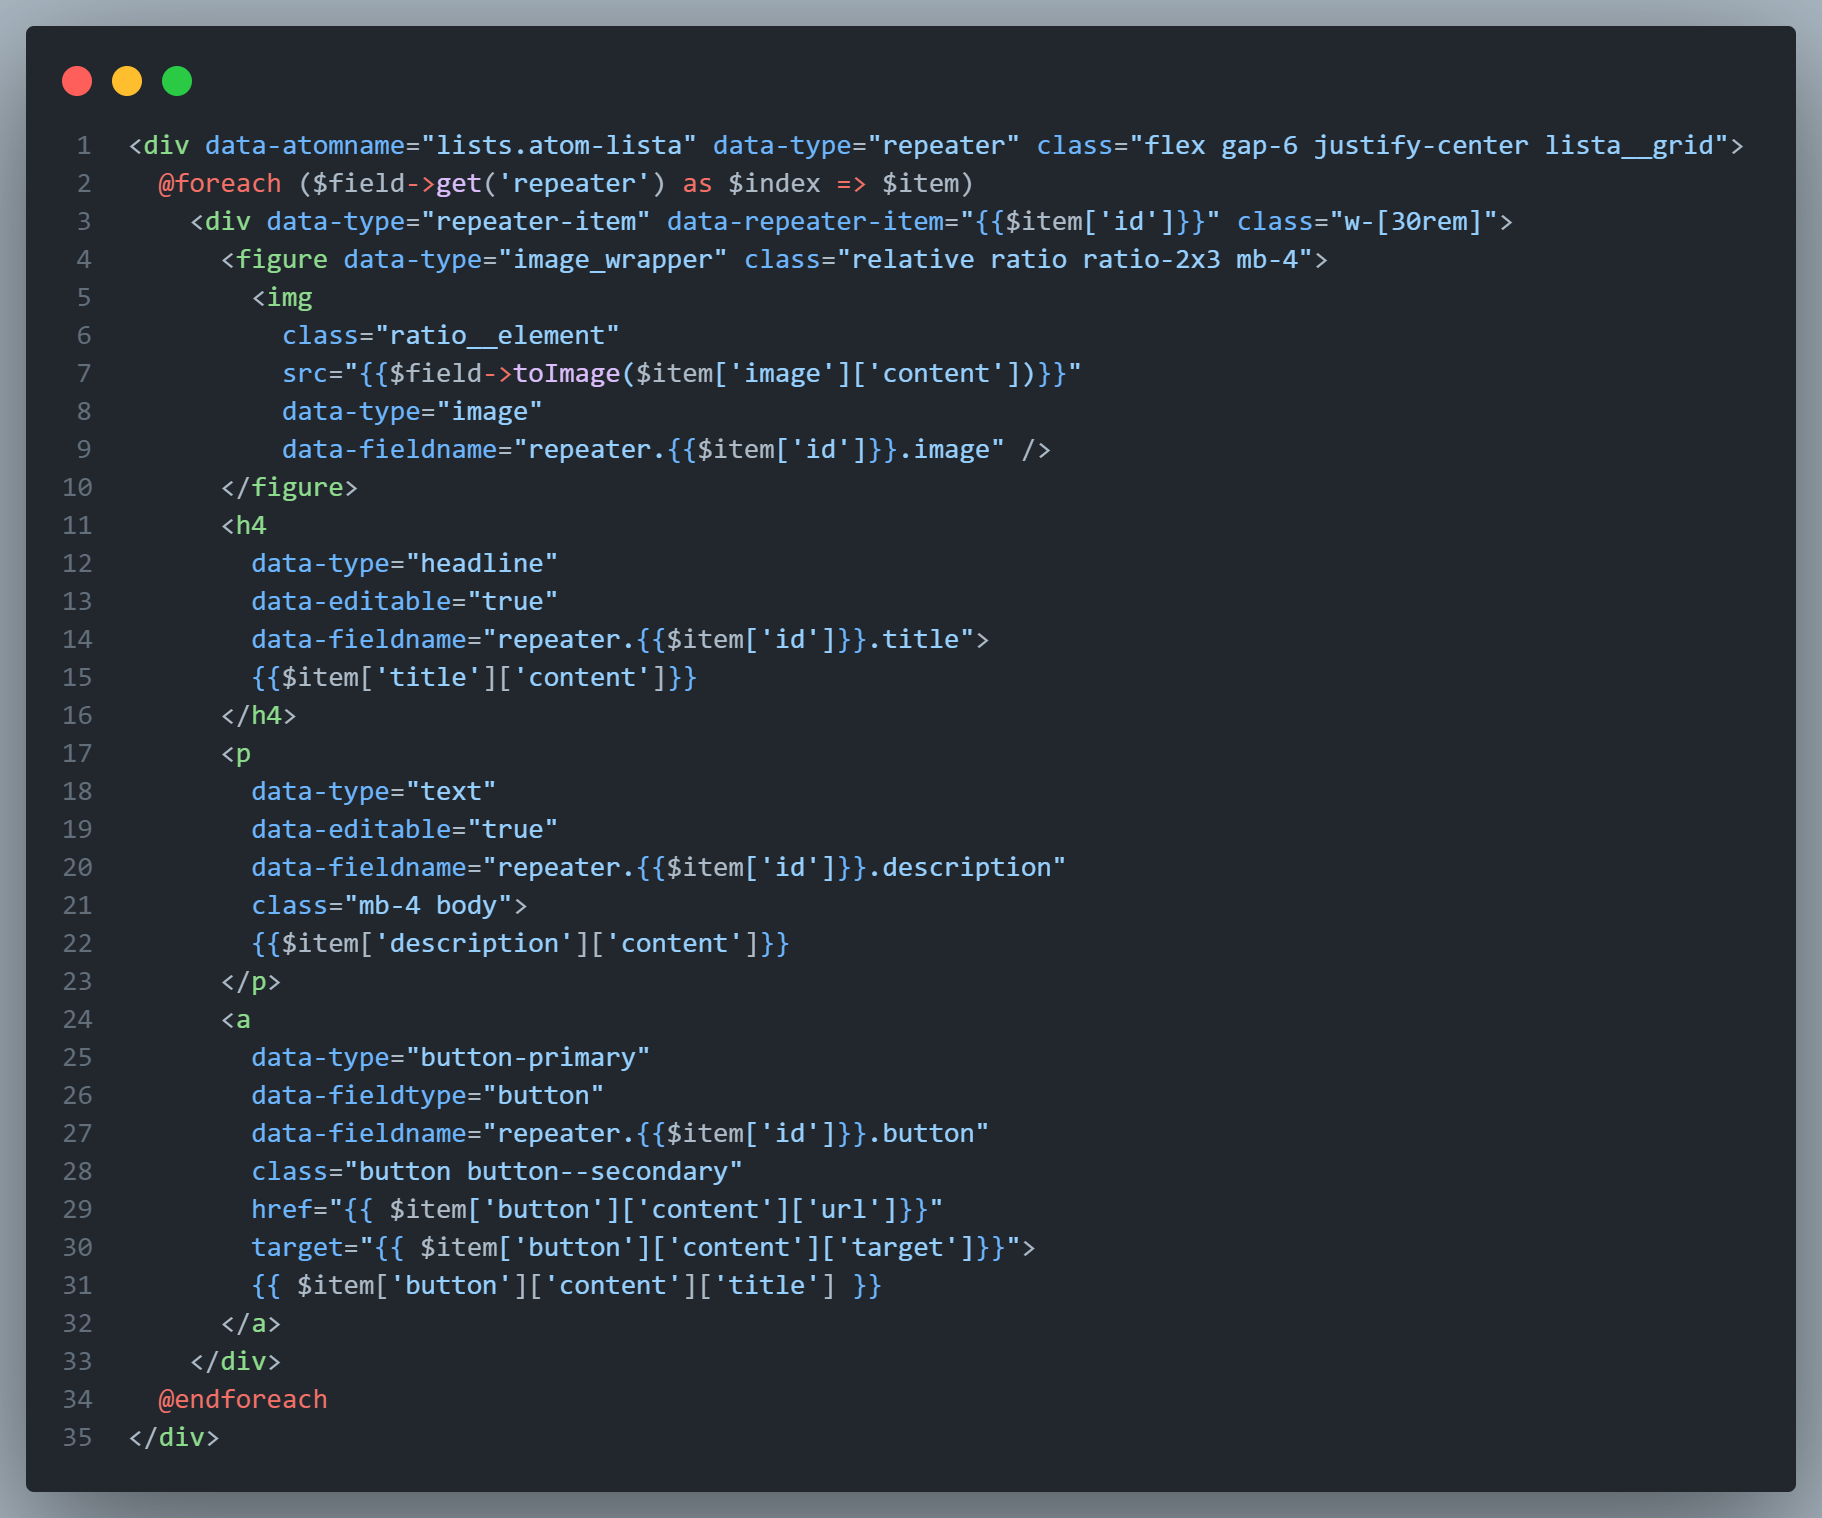 1 <div data-atomname="lists.atom-lista" data-type="repeater" class="flex gap-6 justify-center lista__grid">
2 @foreach ($field->get('repeater') as $index => $item)
3 <div data-type="repeater-item" data-repeater-item="{{$item['id']}}" class="w-[30rem]">
4 <figure data-type="image_wrapper" class="relative ratio ratio-2x3 mb-4">
5 <img
6 class="ratio__element"
7 src="{{$field->toImage($item['image']['content'])}}"
8 data-type="image"
9 data-fieldname="repeater.{{$item['id']}}.image" />
10 </figure>
11 <h4
12 data-type="headline"
13 data-editable="true"
14 data-fieldname="repeater.{{$item['id']}}.title">
15 {{$item['title']['content']}}
16 </h4>
17 <p
18 data-type="text"
19 data-editable="true"
20 data-fieldname="repeater.{{$item['id']}}.description"
21 class="mb-4 body">
22 {{$item['description']['content']}}
23 </p>
24 <a
25 data-type="button-primary"
26 data-fieldtype="button"
27 data-fieldname="repeater.{{$item['id']}}.button"
28 class="button button--secondary"
29 href="{{ $item['button']['content']['url']}}"
30 target="{{ $item['button']['content']['target']}}">
31 {{ $item['button']['content']['title'] }}
32 </a>
33 </div>
34 @endforeach
35 </div>